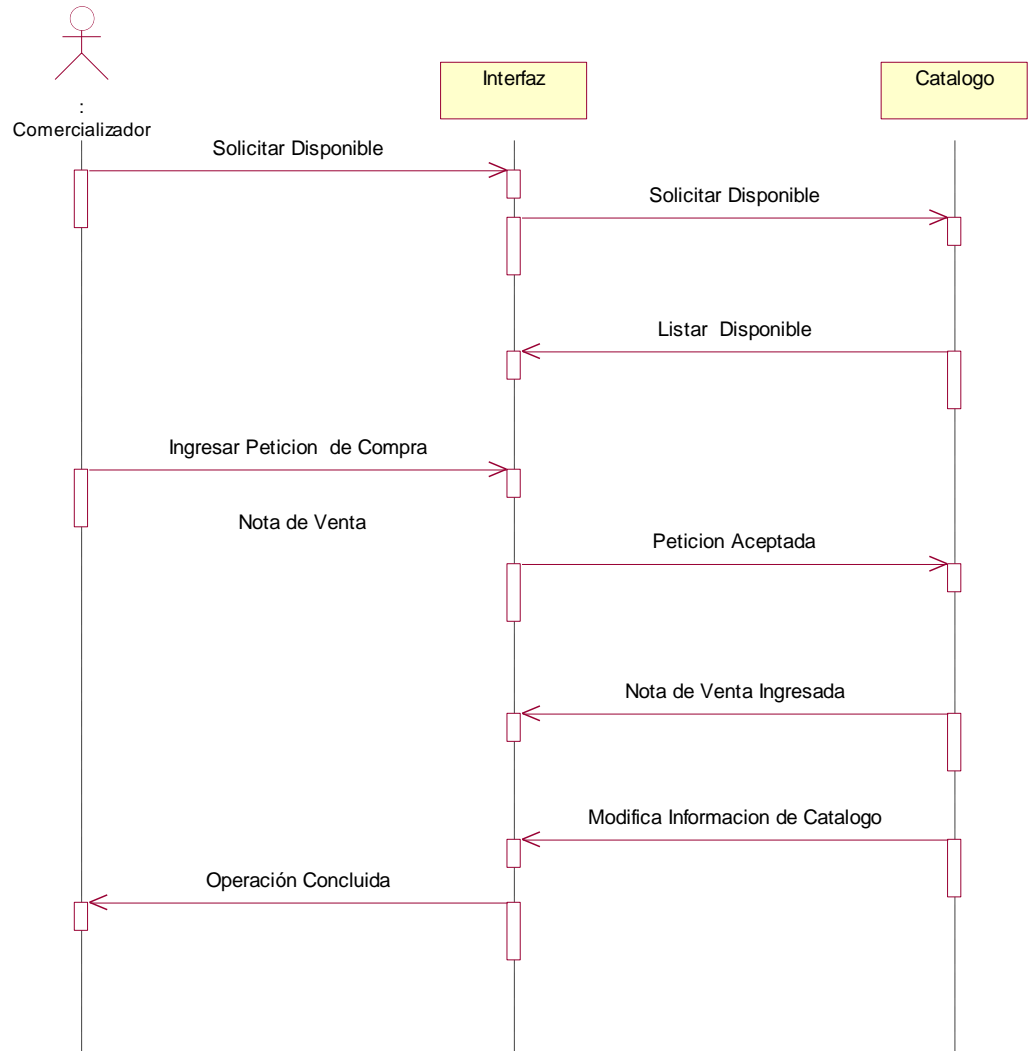 Interfaz
Catalogo
:
Comercializador
Solicitar Disponible
Solicitar Disponible
Listar Disponible
Ingresar Peticion de Compra
Nota de Venta
Peticion Aceptada
Nota de Venta Ingresada
Modifica Informacion de Catalogo
Operación Concluida